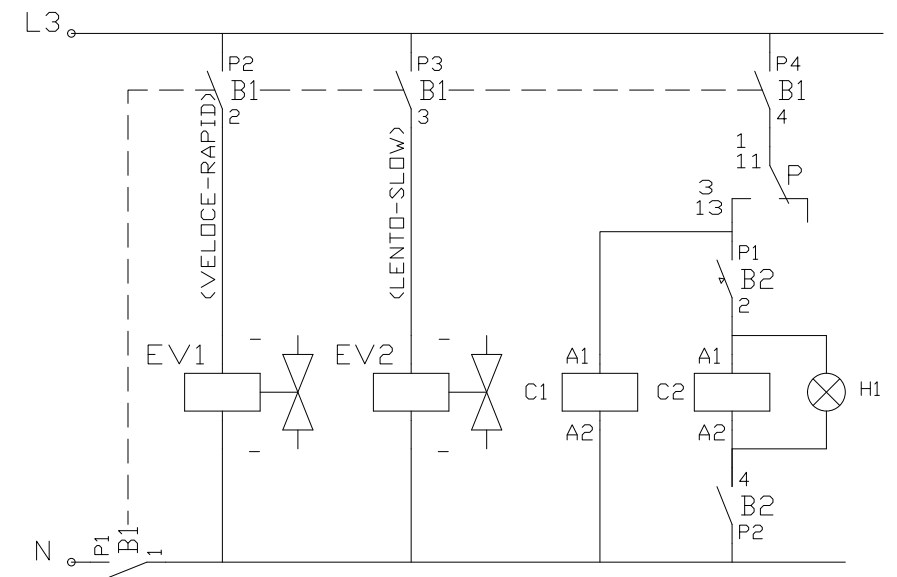 L3
P2
B1
2
(VELOCE-RAPID)
P3
B1
3
(LENTO-SLOW)
P4
B1
4
1
11
P
3
13
P1
B2
2
EV1
EV2
A1
C1
A2
A1
C2
A2
H1
4
B2
P2
N
P1
B1
1